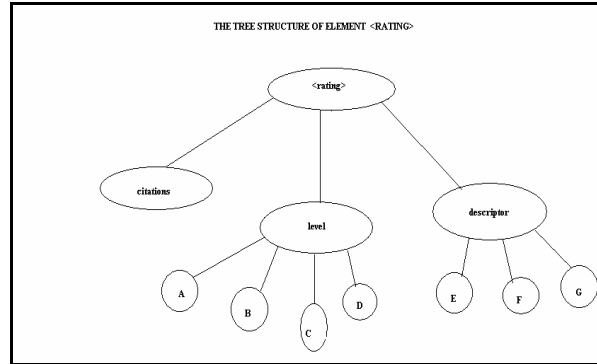 THE TREE STRUCTURE OF ELEMENT <RATING>
<rating>
citations
level
descriptor
A
B
C
D
E
F
G